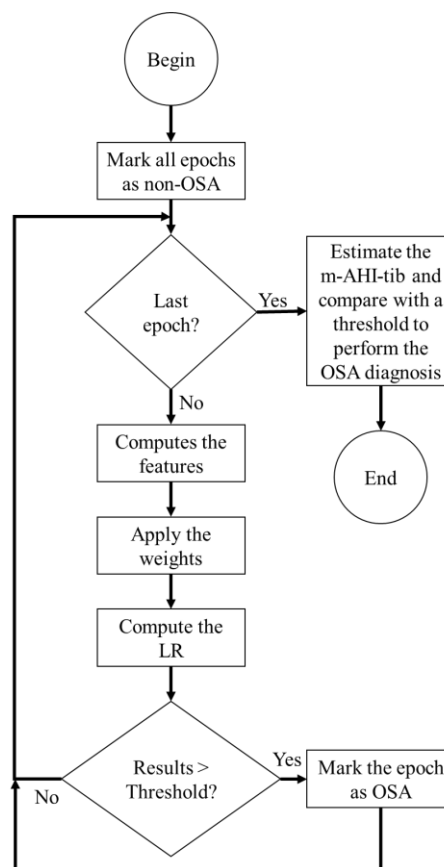 Begin
Mark all epochs
as non-OSA
Last
epoch?
Yes
Estimate the
m-AHI-tib and
compare with a
threshold to
perform the
OSA diagnosis
End
No
Computes the
features
Apply the
weights
Compute the
LR
Results >
Threshold?
Yes
Mark the epoch
as OSA
No